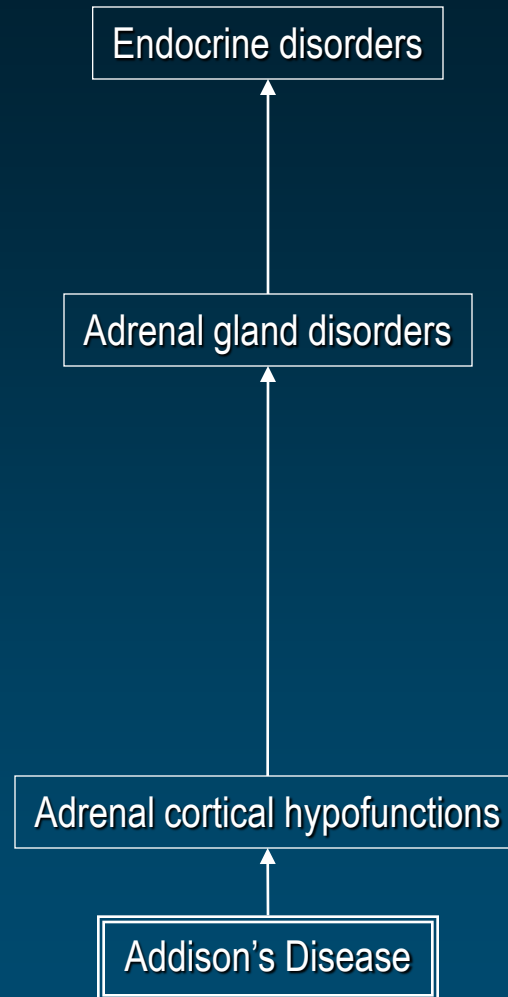 Endocrine disorders
Adrenal gland disorders
Adrenal cortical hypofunctions
Addison’s Disease